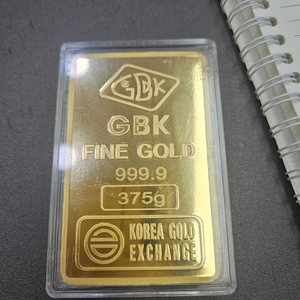 GBK
GBK
FINE GOLD
999.9
375g
KOREA GOLD
EXCHANGE